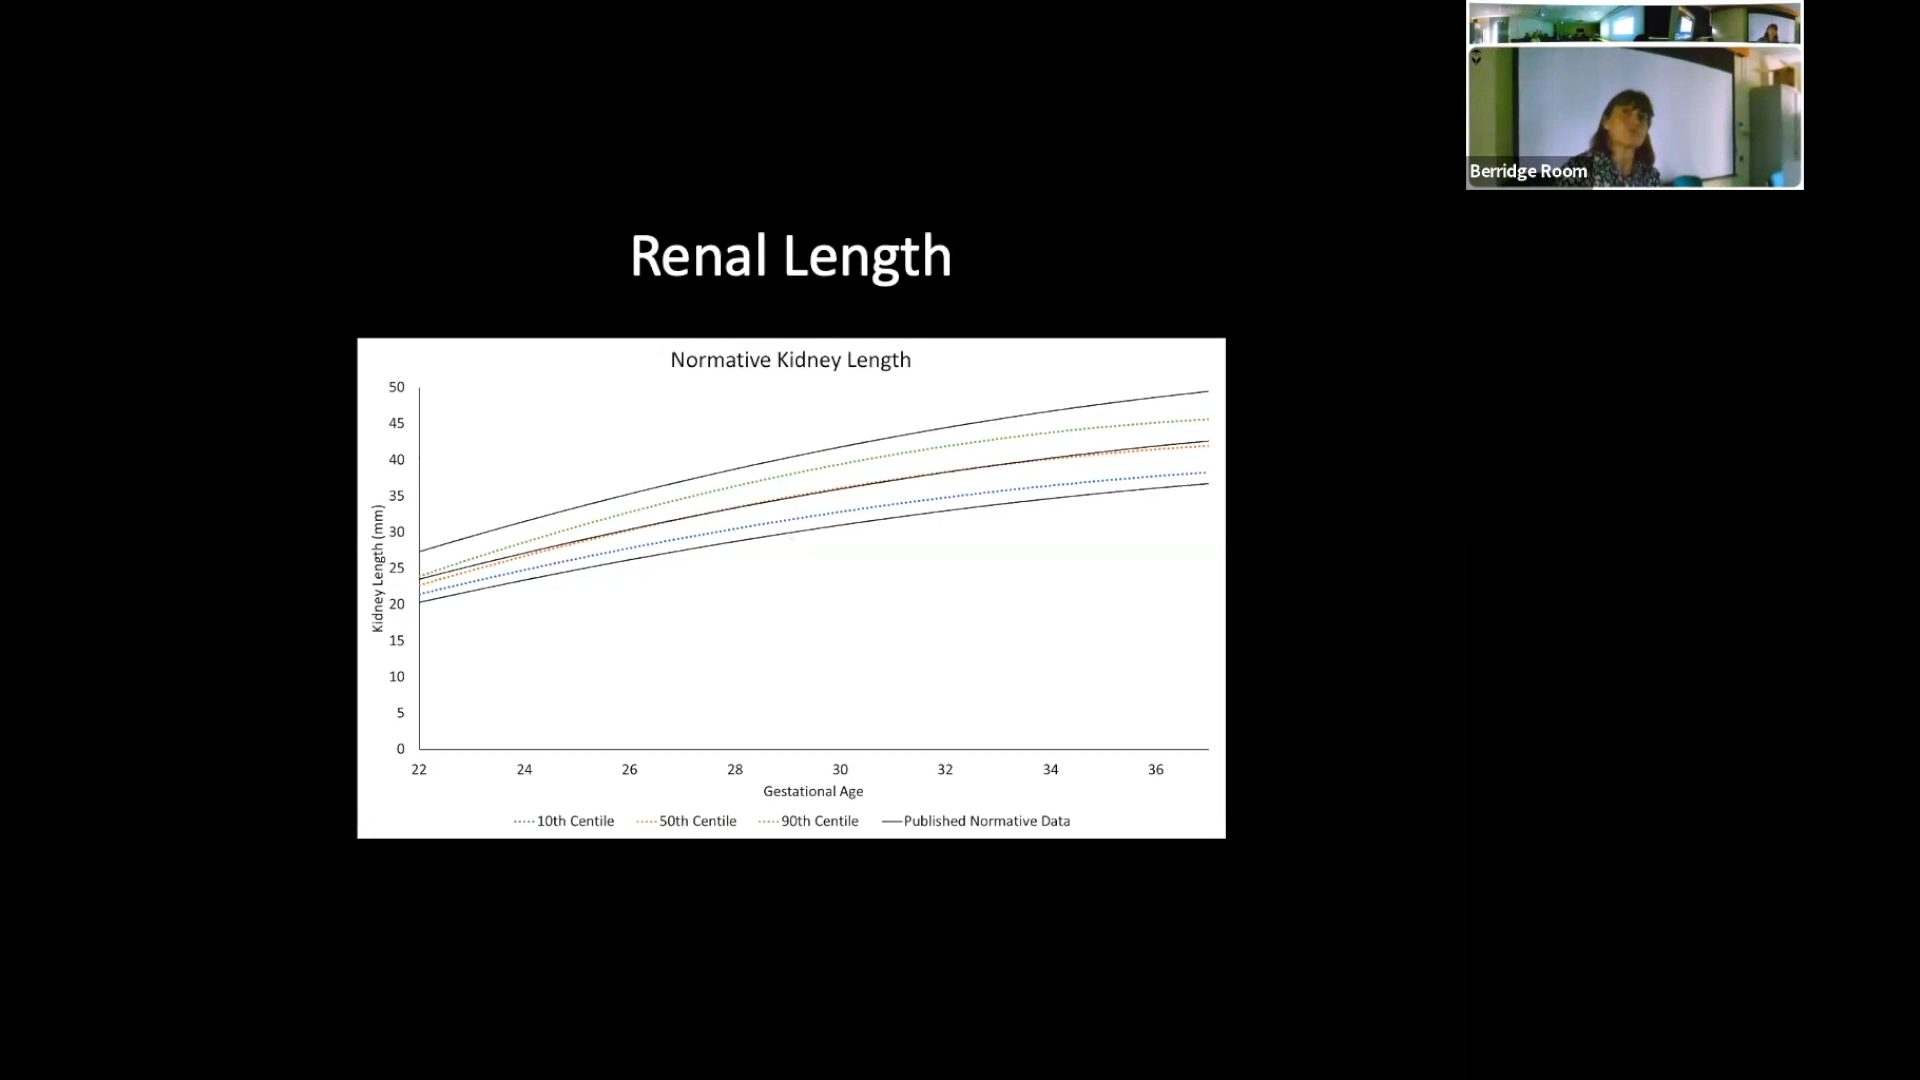 Berridge Room
Renal Length
Normative Kidney Length
50
45
40
35
30
25
20
15
10
5
0
Kidney Length (mm)
22 24 26 28 30 32 34 36
Gestational Age
10th Centile 50th Centile 90th Centile Published Normative Data